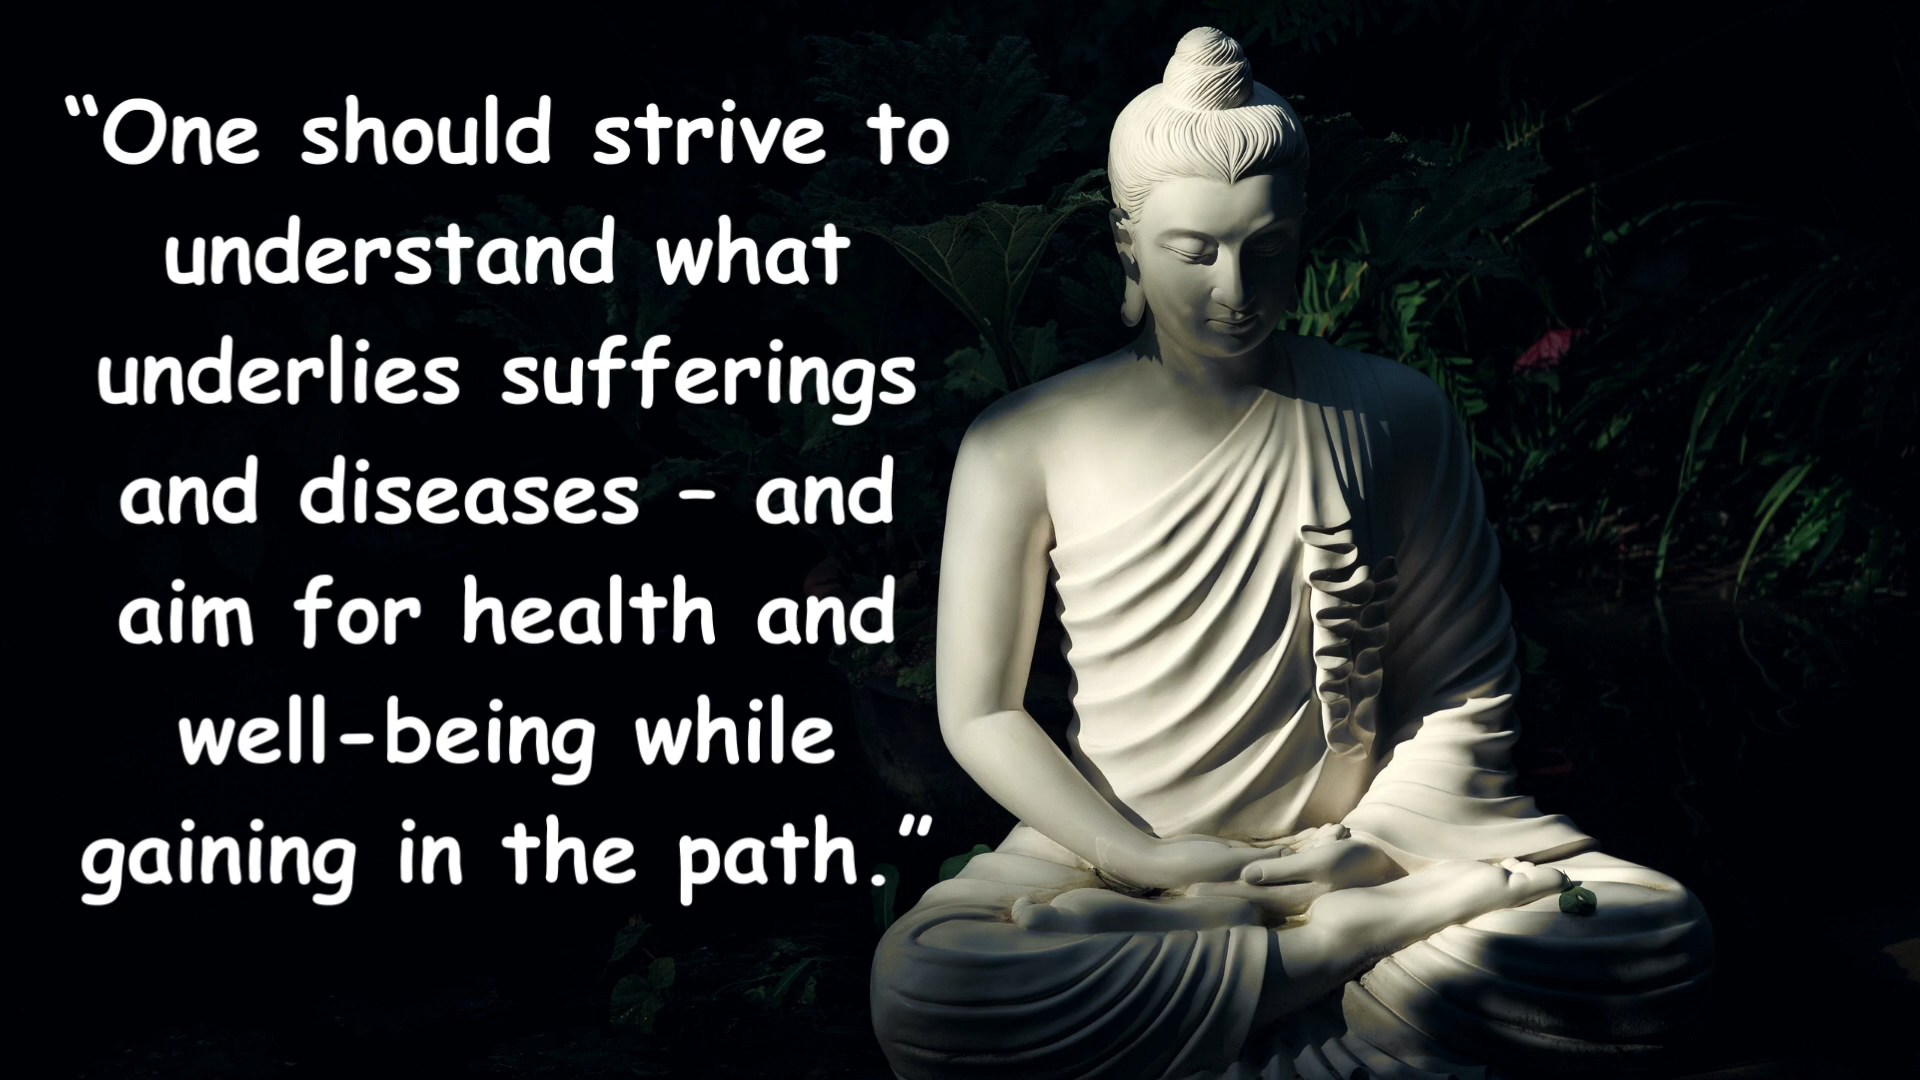 “One should strive to
understand what
underlies sufferings
and diseases – and
aim for health and
well-being while
gaining in the path.”